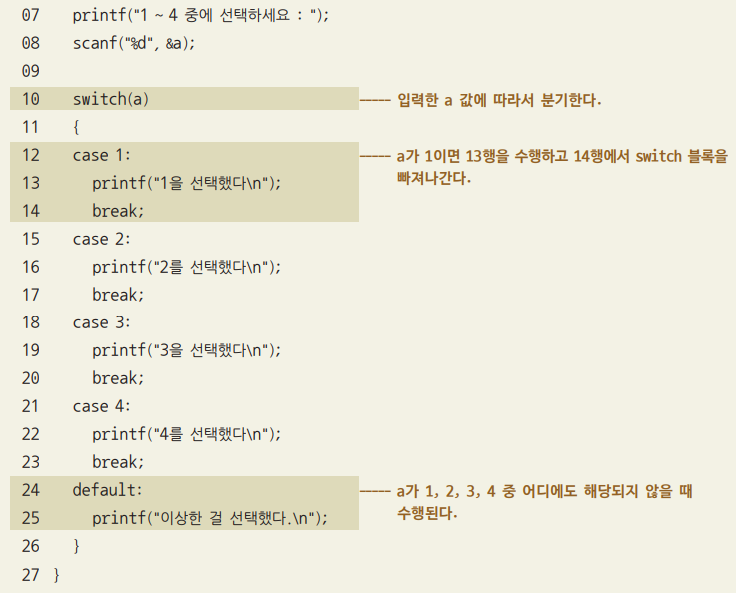 07 printf("1 ~ 4 중에 선택하세요 : ");
08 scanf("%d", &a);
09
10 switch(a) ----- 입력한 a 값에 따라서 분기한다.
11 {
12 case 1: ----- a가 1이면 13행을 수행하고 14행에서 switch 블록을
빠져나간다.
13 printf("1을 선택했다\n");
14 break;
15 case 2:
16 printf("2를 선택했다\n");
17 break;
18 case 3:
19 printf("3을 선택했다\n");
20 break;
21 case 4:
22 printf("4를 선택했다\n");
23 break;
24 default: ----- a가 1, 2, 3, 4 중 어디에도 해당되지 않을 때
수행된다.
25 printf("이상한 걸 선택했다.\n");
26 }
27 }